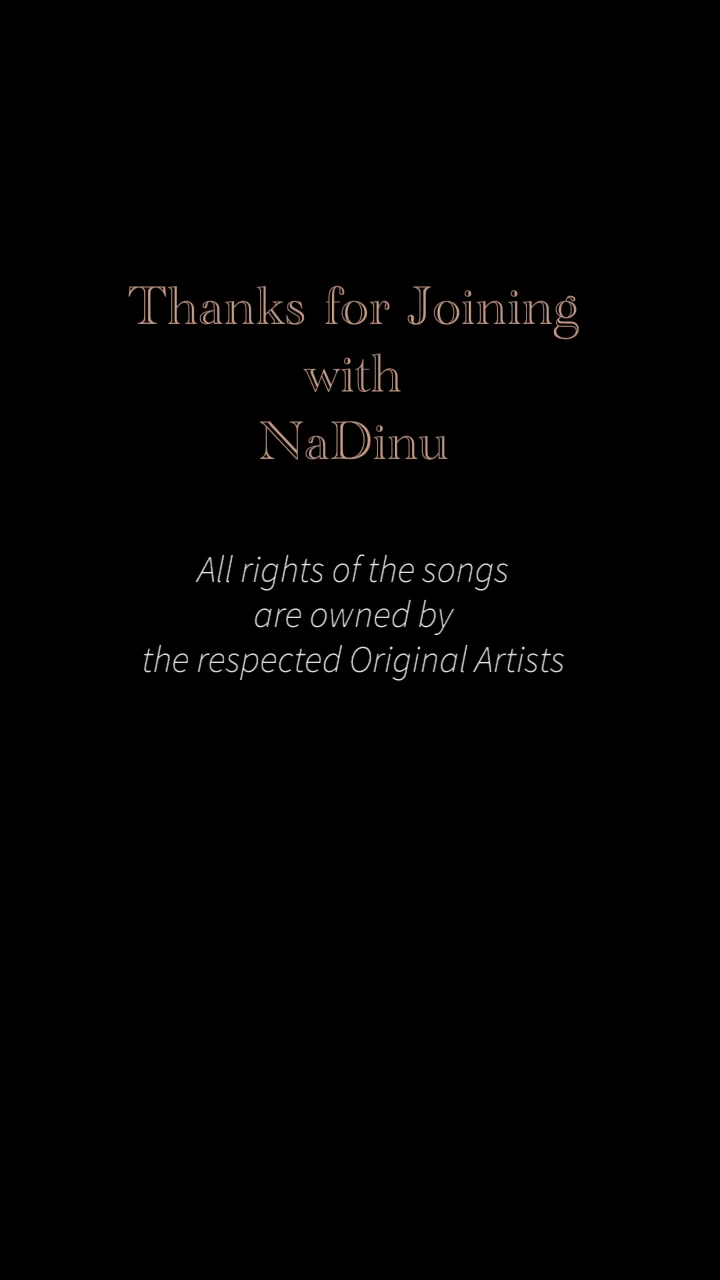 Thanks for Joining
with
NaDinu
All rights of the songs
are owned by
the respected Original Artists